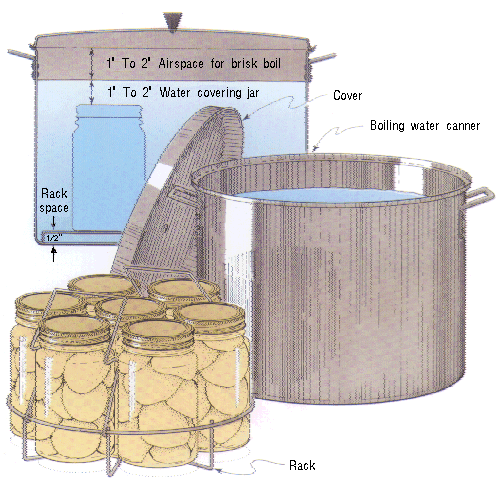 1" To 2" Airspace for brisk boil
1" To 2" Water covering jar
Cover
Boiling water canner
Rack
space
1/2"
Rack